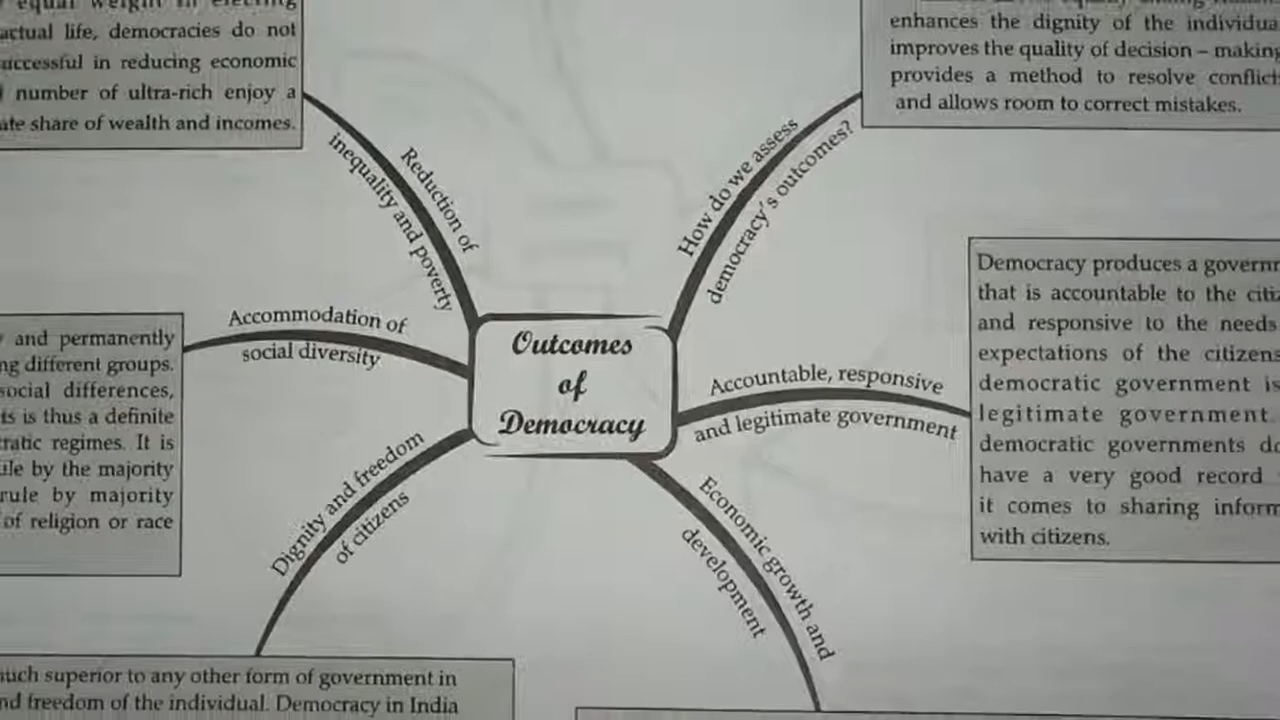 equal weight in electing
actual life, democracies do not
successful in reducing economic
number of ultra-rich enjoy a
share of wealth and incomes.
Reduction of
inequality and poverty
enhances the dignity of the
improves the quality of decision – making
provides a method to resolve
and allows room to correct mistakes.
How do we assess
democracy's outcomes?
Accommodation of
social diversity
and permanently
different groups.
social differences,
is thus a definite
regimes. It is
by the majority
rule by majority
of religion or race
Outcomes
of
Democracy
Accountable, responsive
and legitimate government
Democracy produces a
that is accountable to the
and responsive to the needs
expectations of the citizens
democratic government is
legitimate government.
democratic governments
have a very good record
it comes to sharing
with citizens.
Dignity and freedom
of citizens
Economic growth and
development
much superior to any other form of government in
freedom of the individual. Democracy in India